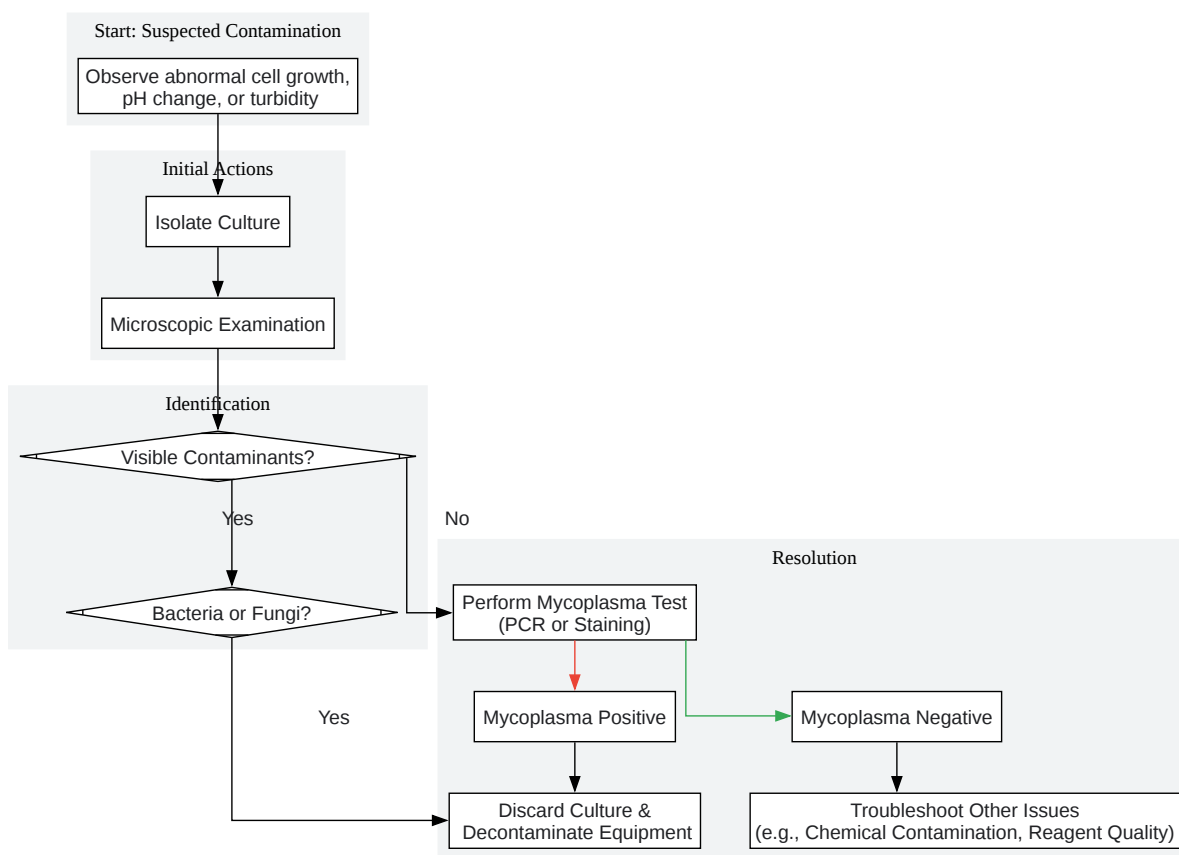 Start: Suspected Contamination
Observe abnormal cell growth,
pH change, or turbidity
Initial Actions
Isolate Culture
Microscopic Examination
Identification
Visible Contaminants?
Yes
No
Resolution
Bacteria or Fungi?
Perform Mycoplasma Test
(PCR or Staining)
Yes
Mycoplasma Positive
Mycoplasma Negative
Discard Culture &
Decontaminate Equipment
Troubleshoot Other Issues
(e.g., Chemical Contamination, Reagent Quality)